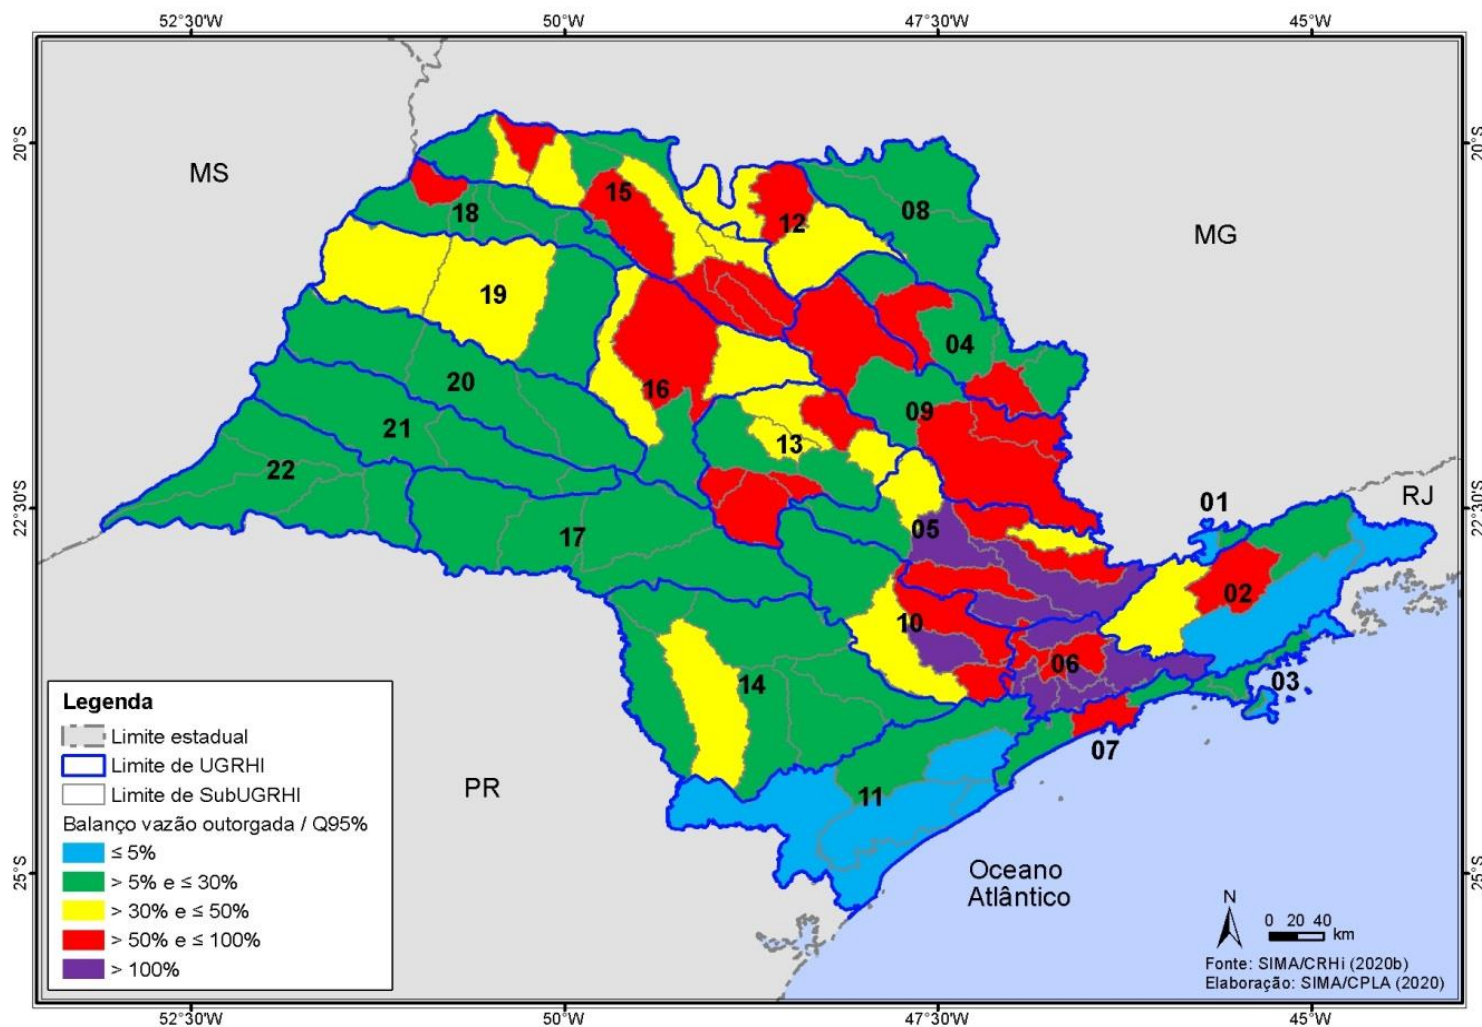 52°30'W
50°W
47°30'W
45°W
20°S
20°S
MS
MG
15
18
12
08
19
04
16
20
09
21
13
22
22°30'S
01
RJ
17
05
02
10
06
14
03
07
PR
11
25°S
25°S
Oceano
Atlântico
Legenda
Limite estadual
Limite de UGRHI
Limite de SubUGRHI
Balanço vazão outorgada / Q95%
≤ 5%
> 5% e ≤ 30%
> 30% e ≤ 50%
> 50% e ≤ 100%
> 100%
N
0 20 40
km
Fonte: SIMA/CRHi (2020b)
Elaboração: SIMA/CPLA (2020)
52°30'W
50°W
47°30'W
45°W
22°30'S